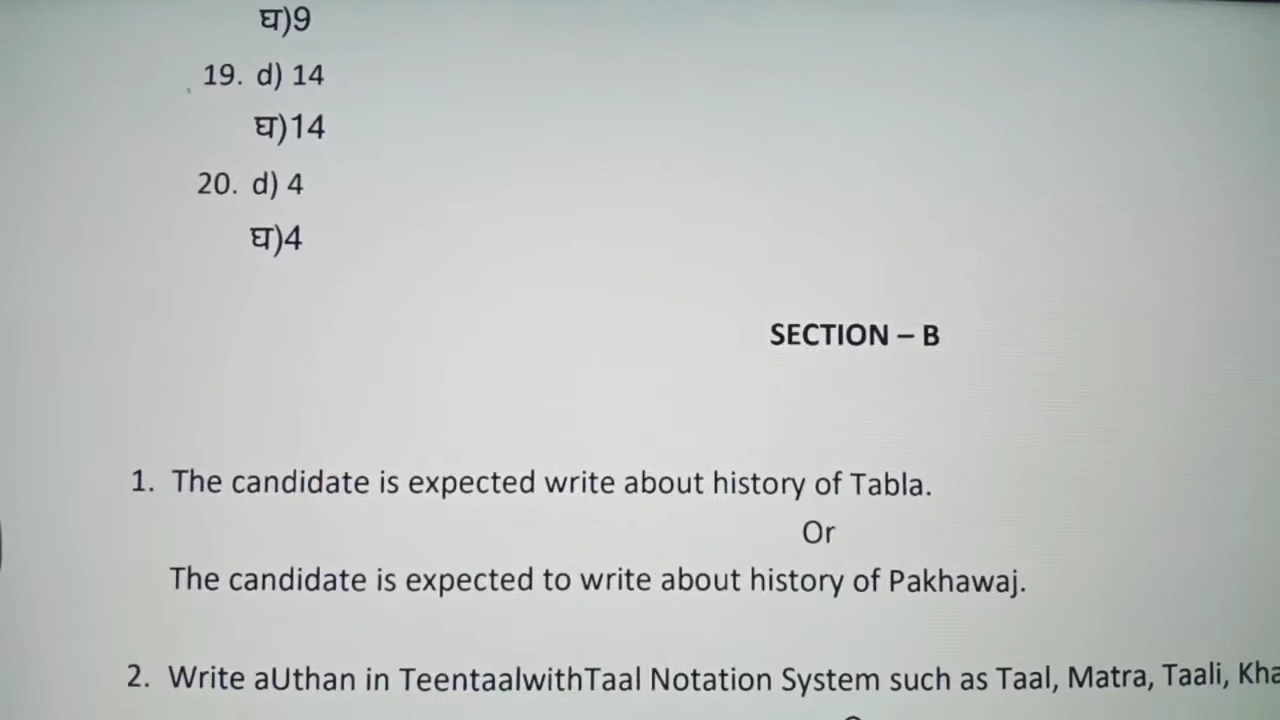 घ)9
19. d) 14
घ)14
20. d) 4
घ)4
SECTION – B
1. The candidate is expected write about history of Tabla.
Or
The candidate is expected to write about history of Pakhawaj.
2. Write aUthan in TeentaalwithTaal Notation System such as Taal, Matra, Taali,